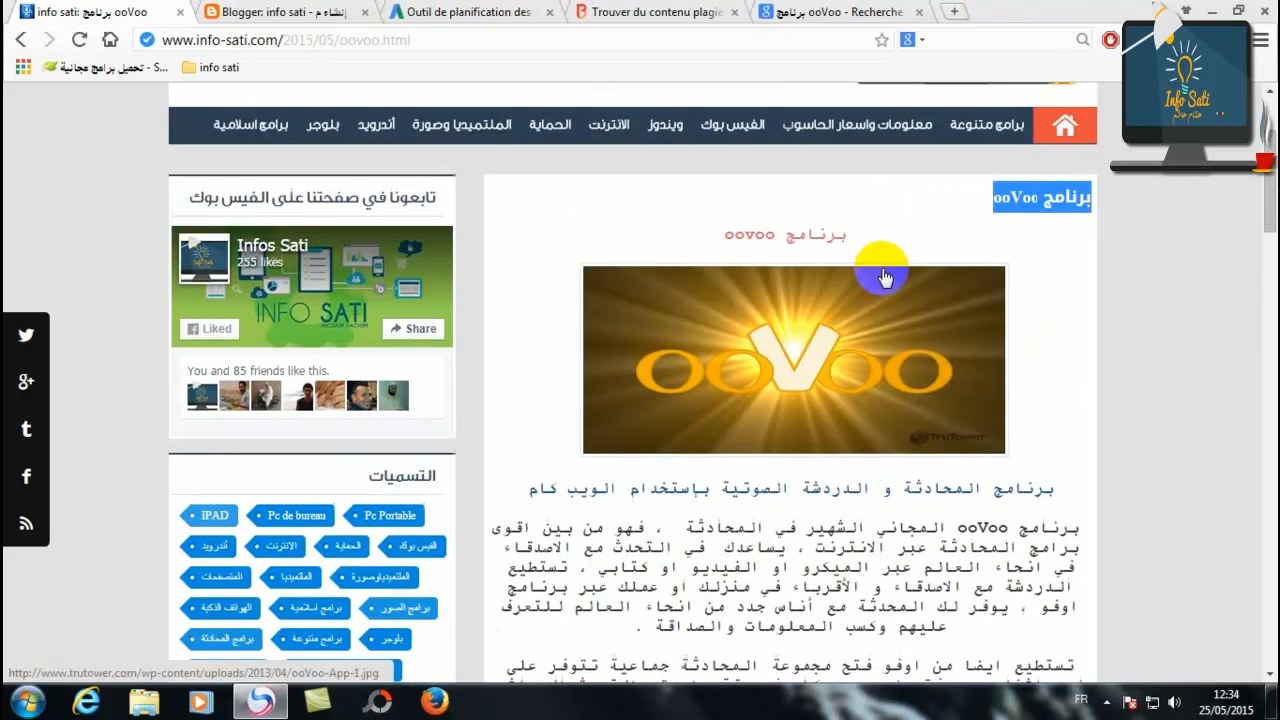 info sati: ooVoo برنامج
Blogger: info sati - إنشاء م
Outil de planification des
Trouver du contenu plagié
برنامج ooVoo - Recherche
www.info-sati.com/2015/05/oovoo.html
تحميل برامج مجانية - S...
info sati
Info Sati
برامج متنوعة
معلومات واسعار الحاسوب
الفيس بوك
ويندوز
الانترنت
الحماية
الملتميديا وصورة
أندرويد
بلوجر
برامج اسلامية
برنامج ooVoo
برنامج oovoo
ooVoo
TruTower
برنامج المحادثة و الدردشة الصوتية بإستخدام الويب كام
برنامج ooVoo المجاني الشهير في المحادثة ، فهو من بين اقوى
برامج المحادثة عبر الانترنت ، يساعدك في التحدث مع الاصدقاء
في انحاء العالم عبر الميكرو او الفيديو او كتابي ، تستطيع
الدردشة مع الاصدقاء و الأقرباء في منزلك او عملك عبر برنامج
اوفو ، يوفر لك المحدثة مع أناس جدد من انحاء العالم للتعرف
عليهم وكسب المعلومات والصداقة .
تستطيع ايضا من اوفو فتح مجموعة المحادثة جماعية تتوفر على
تابعونا في صفحتنا على الفيس بوك
Infos Sati
255 likes
INFO SATI
HICHAM HACHIM
Liked
Share
You and 85 friends like this.
التسميات
IPAD
Pc de bureau
Pc Portable
أندرويد
الانترنت
الحماية
الفيس بوك
المتصفحات
الملتميديا
الملتميدياوصورة
الهواتف الذكية
برامج اسلامية
برامج الصور
برامج المحادثة
برامج متنوعة
بلوجر
http://www.trutower.com/wp-content/uploads/2013/04/ooVoo-App-1.jpg
FR
12:34
25/05/2015